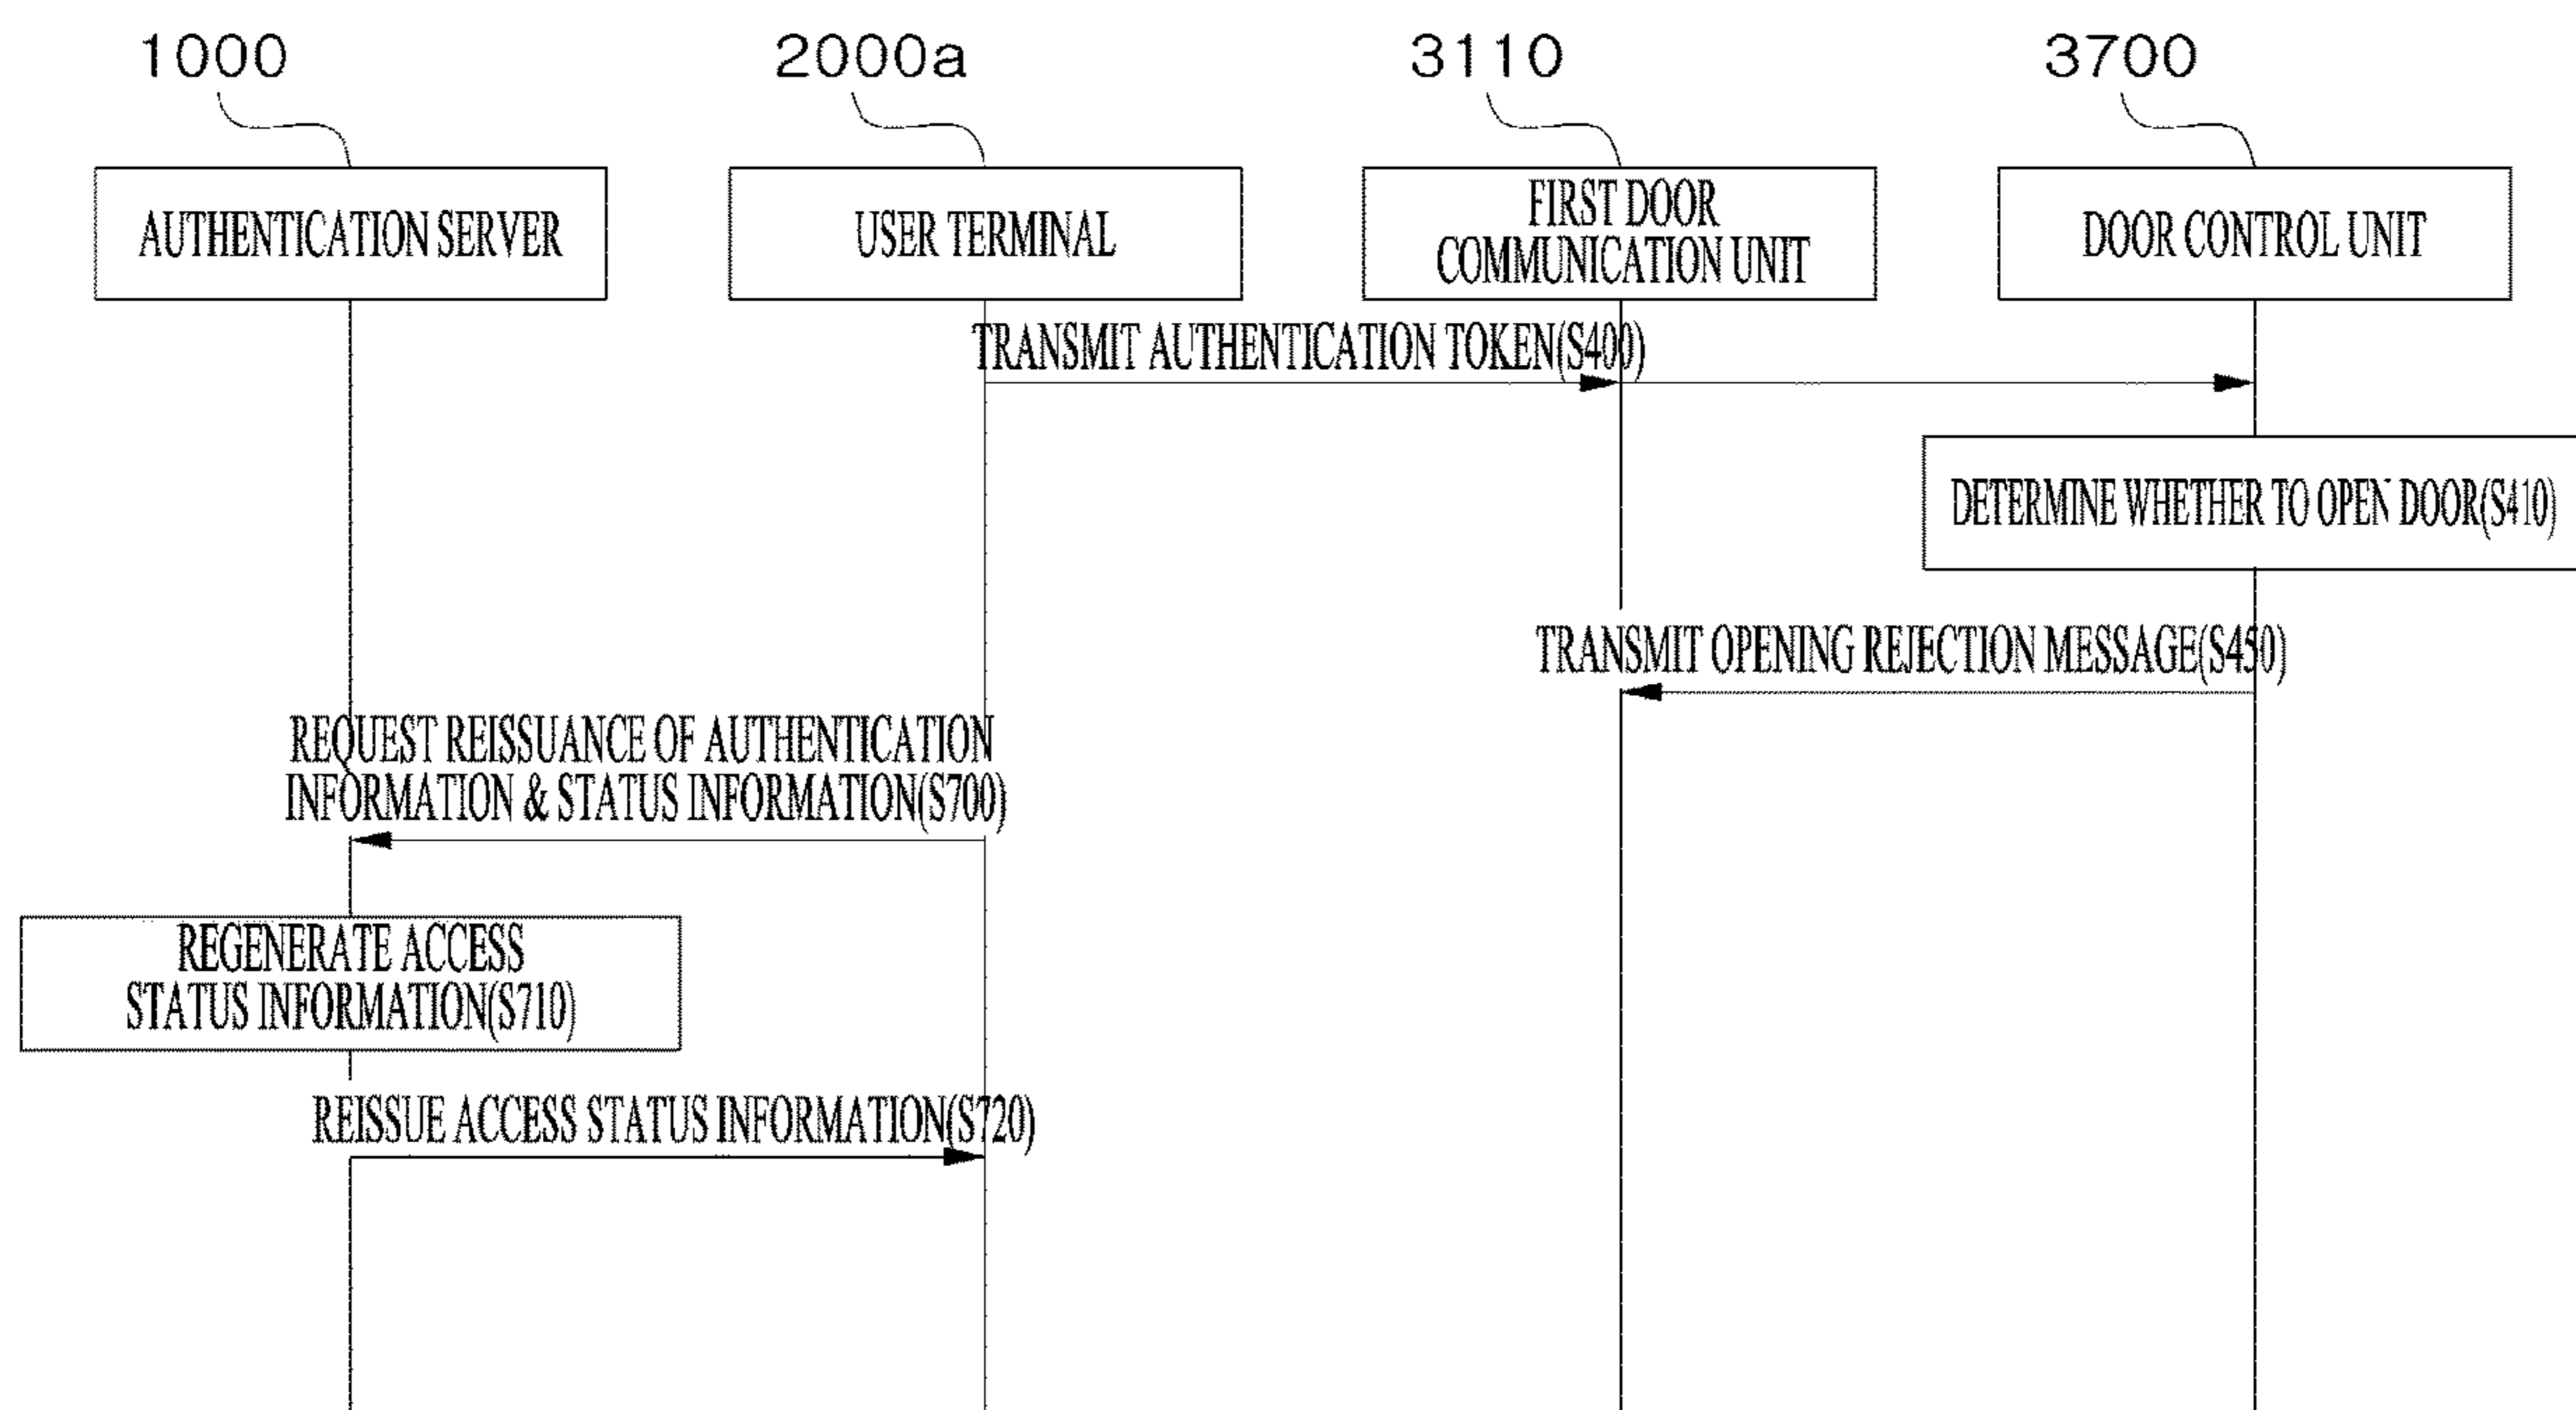 1000
2000a
3110
3700
AUTHENTICATION SERVER
USER TERMINAL
FIRST DOOR
COMMUNICATION UNIT
DOOR CONTROL UNIT
TRANSMIT AUTHENTICATION TOKEN(S400)
DETERMINE WHETHER TO OPEN DOOR(S410)
TRANSMIT OPENING REJECTION MESSAGE(S450)
REQUEST REISSUANCE OF AUTHENTICATION
INFORMATION & STATUS INFORMATION(S700)
REGENERATE ACCESS
STATUS INFORMATION(S710)
REISSUE ACCESS STATUS INFORMATION(S720)